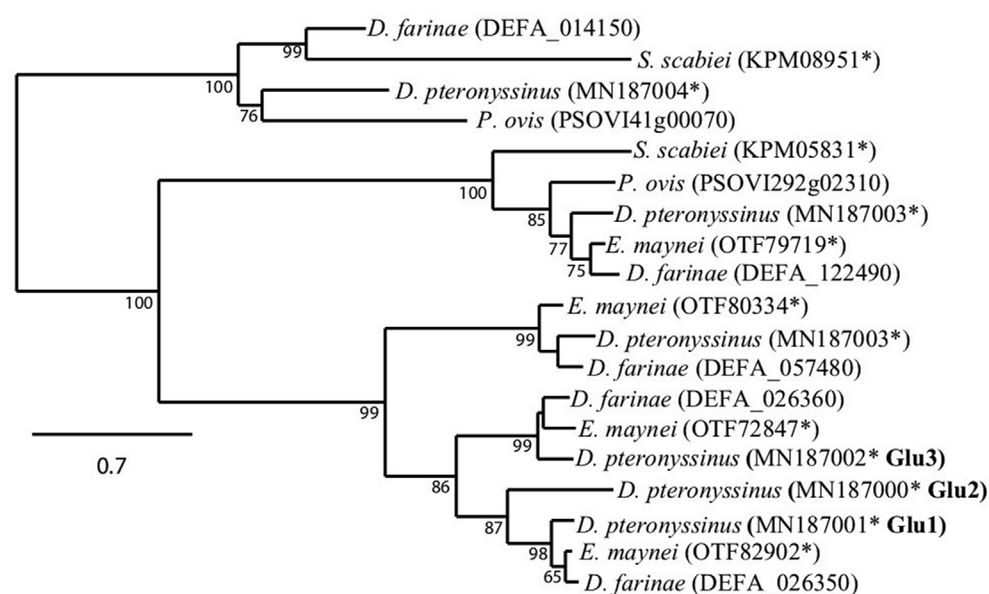 D. farinae (DEFA_014150)
99
S. scabiei (KPM08951*)
100
D. pteronyssinus (MN187004*)
76
P. ovis (PSOVI41g00070)
S. scabiei (KPM05831*)
100
P. ovis (PSOVI292g02310)
85
D. pteronyssinus (MN187003*)
77
E. maynei (OTF79719*)
75
D. farinae (DEFA_122490)
100
E. maynei (OTF80334*)
99
D. pteronyssinus (MN187003*)
D. farinae (DEFA_057480)
D. farinae (DEFA_026360)
99
E. maynei (OTF72847*)
99
D. pteronyssinus (MN187002* Glu3)
0.7
86
D. pteronyssinus (MN187000* Glu2)
87
D. pteronyssinus (MN187001* Glu1)
98
E. maynei (OTF82902*)
65
D. farinae (DEFA_026350)